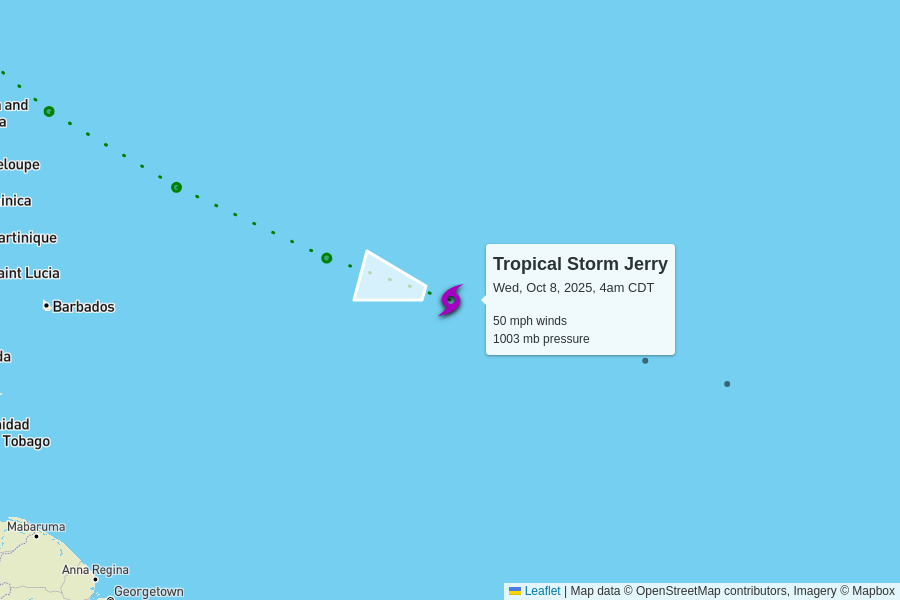 and
a
eloupe
inica
artinique
aint Lucia
Barbados
da
nidad
Tobago
Mabaruma
Anna Regina
Georgetown
Tropical Storm Jerry
Wed, Oct 8, 2025, 4am CDT
50 mph winds
1003 mb pressure
Leaflet | Map data © OpenStreetMap contributors, Imagery © Mapbox